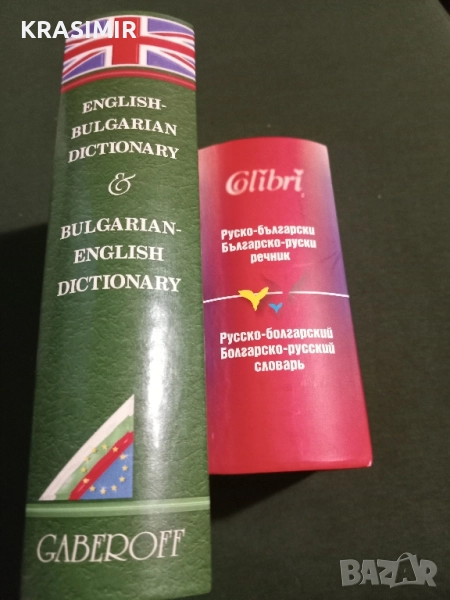 KRASIMIR
ENGLISH-
BULGARIAN
DICTIONARY
&
BULGARIAN-
ENGLISH
DICTIONARY
GABEROFF
Colibri
Руско-български
Българско-руски
речник
Русско-болгарский
Болгарско-русский
словарь
BAZAR